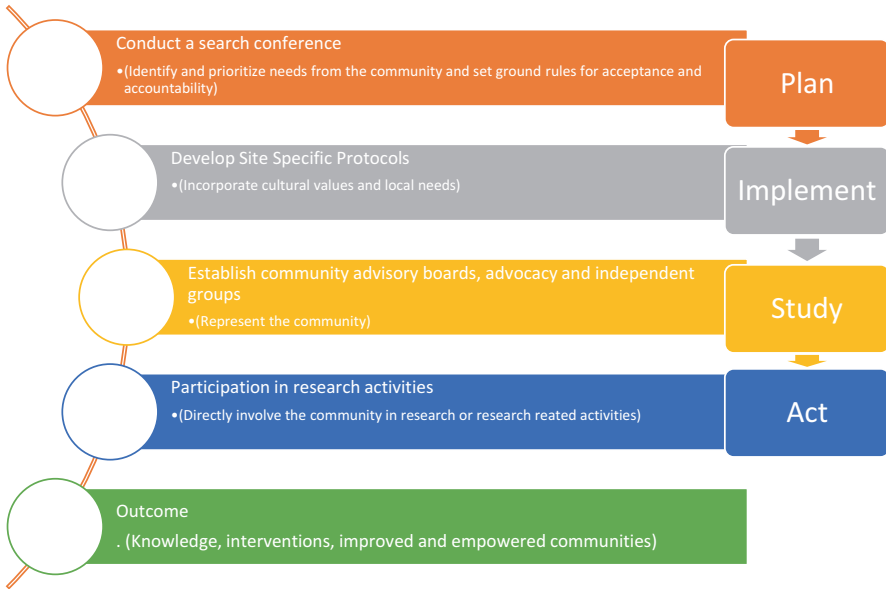 Conduct a search conference
•(Identify and prioritize needs from the community and set ground rules for acceptance and
accountability)
Plan
Develop Site Specific Protocols
•(Incorporate cultural values and local needs)
Implement
Establish community advisory boards, advocacy and independent
groups
•(Represent the community)
Study
Participation in research activities
•(Directly involve the community in research or research reated activities)
Act
Outcome
. (Knowledge, interventions, improved and empowered communities)